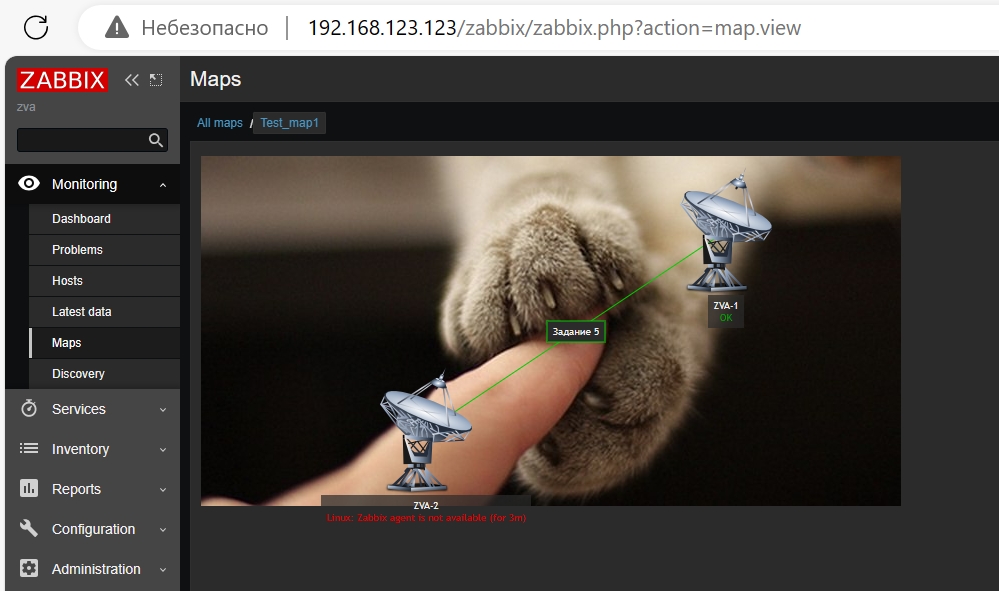 Небезопасно 192.168.123.123/zabbix/zabbix.php?action=map.view
ZABBIX
zva
Monitoring
Dashboard
Problems
Hosts
Latest data
Maps
Discovery
Services
Inventory
Reports
Configuration
Administration
Maps
All maps / Test_map1
ZVA-1
OK
Задание 5
ZVA-2
Linux: Zabbix agent is not available (for 3m)